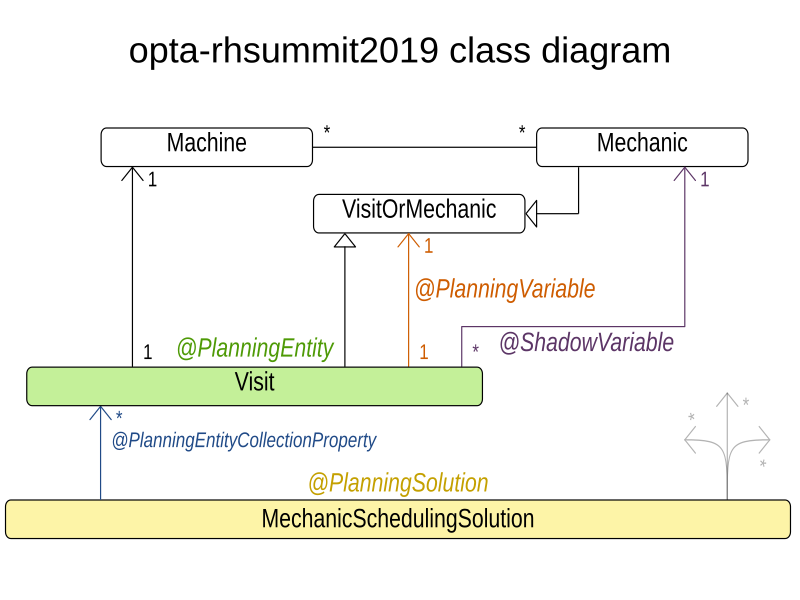 opta-rhsummit2019 class diagram
Machine
*
*
Mechanic
1
1
VisitOrMechanic
1
@PlanningVariable
1
@PlanningEntity
1
*
@ShadowVariable
Visit
*
@PlanningEntityCollectionProperty
*
*
*
@PlanningSolution
MechanicSchedulingSolution